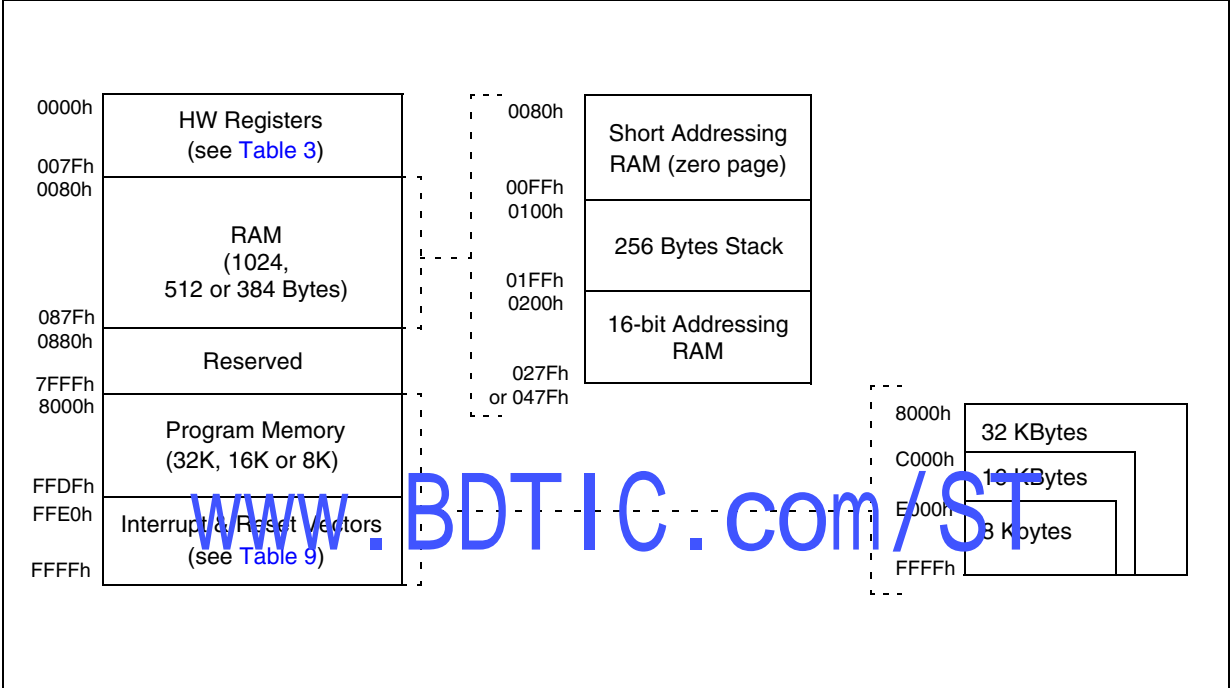 0000h
HW Registers
(see Table 3)
007Fh
0080h
RAM
(1024,
512 or 384 Bytes)
087Fh
0880h
Reserved
7FFFh
8000h
Program Memory
(32K, 16K or 8K)
FFDFh
FFE0h
Interrupt & Reset Vectors
(see Table 9)
FFFFh
0080h
Short Addressing
RAM (zero page)
00FFh
0100h
256 Bytes Stack
01FFh
0200h
16-bit Addressing
RAM
027Fh
or 047Fh
8000h
32 KBytes
C000h
16 KBytes
E000h
8 Kbytes
FFFFh
www.BDTIC.com/ST